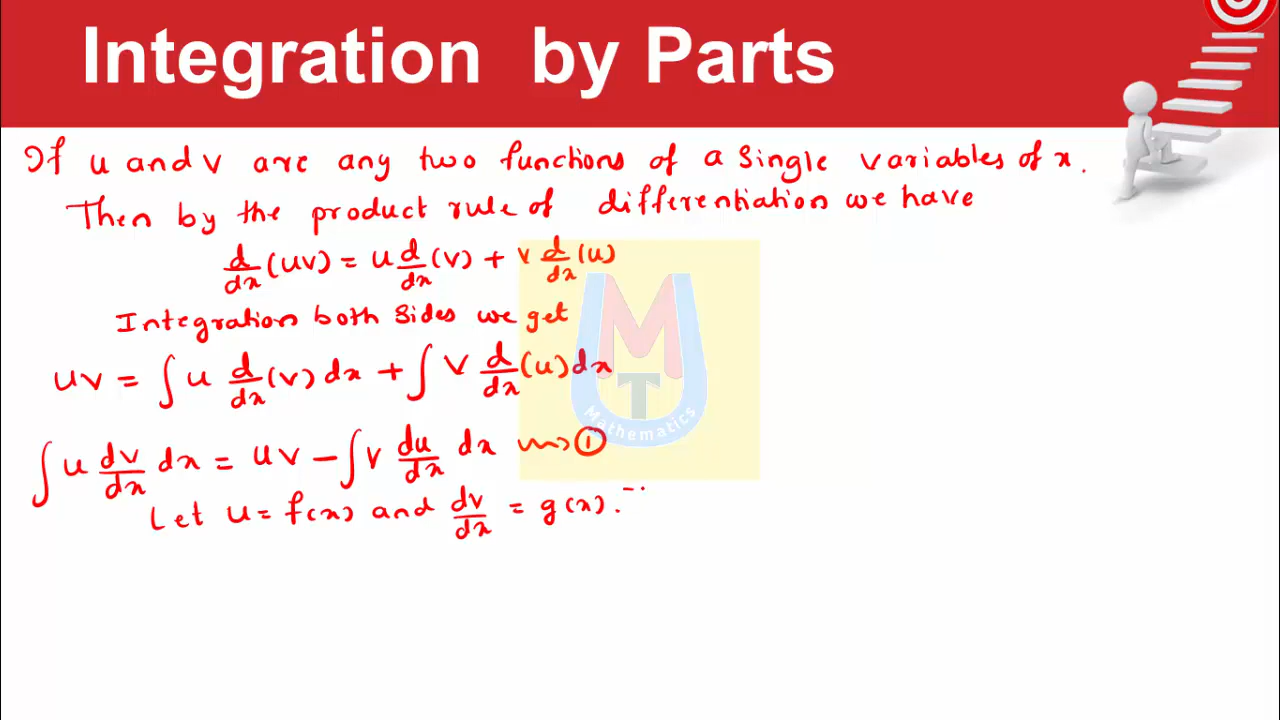 Integration by Parts
If u and v are any two functions of a single variables of x.
Then by the product rule of differentiation we have
d/dx (uv) = u d/dx (v) + v d/dx (u)
Integration both sides we get
uv = ∫ u d/dx (v) dx + ∫ v d/dx (u) dx
∫ u dv/dx dx = uv − ∫ v du/dx dx ⇝ ①
Let u = f(x) and dv/dx = g(x).
MUT
Mathematics